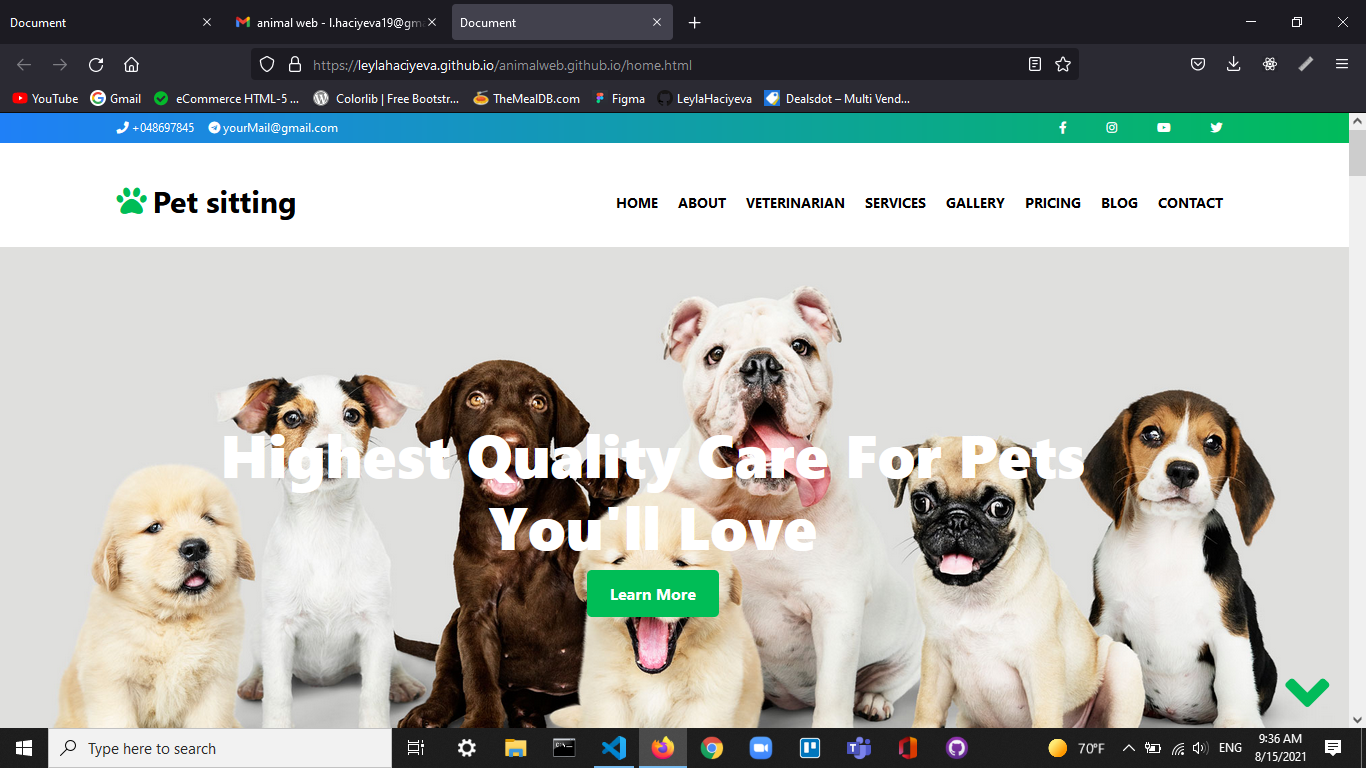 Document
animal web - l.haciyeva19@gm
Document
https://leylahaciyeva.github.io/animalweb.github.io/home.html
YouTube
Gmail
eCommerce HTML-5 ...
Colorlib | Free Bootstr...
TheMealDB.com
Figma
LeylaHaciyeva
Dealsdot – Multi Vend...
+048697845
yourMail@gmail.com
Pet sitting
HOME
ABOUT
VETERINARIAN
SERVICES
GALLERY
PRICING
BLOG
CONTACT
Highest Quality Care For Pets
You'll Love
Learn More
Type here to search
70°F
ENG
9:36 AM
8/15/2021